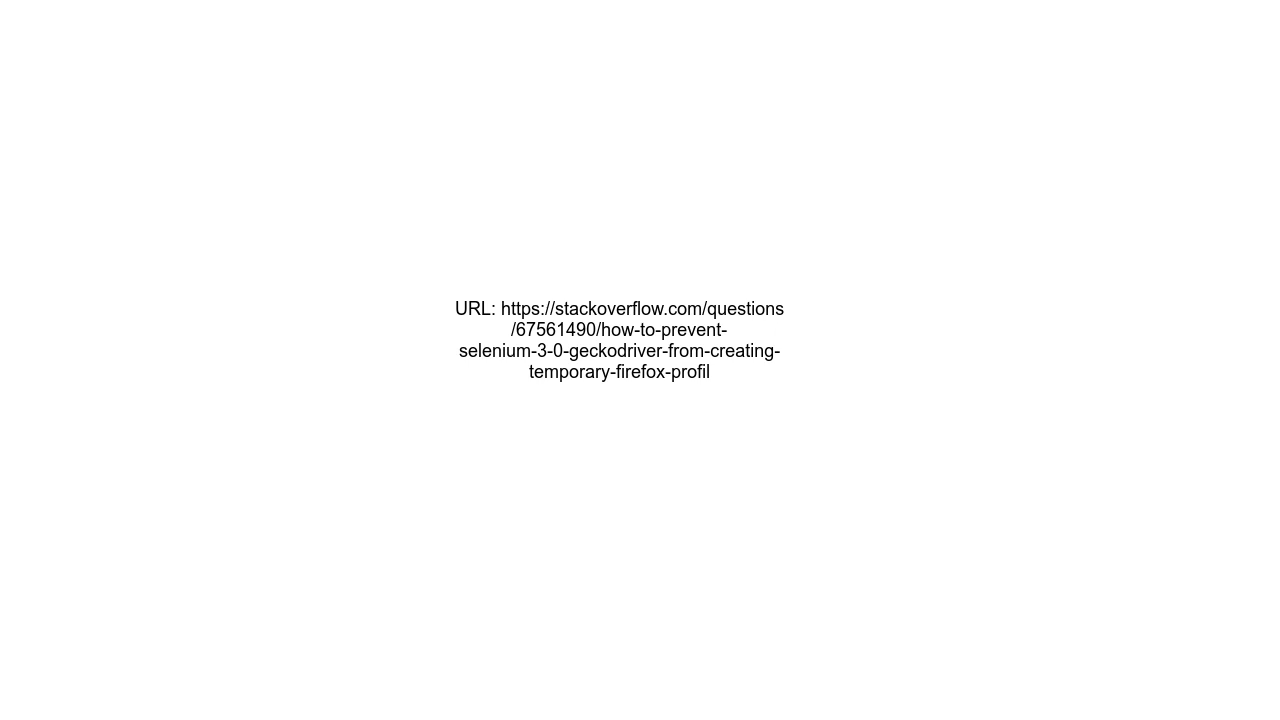 URL: https://stackoverflow.com/questions
/67561490/how-to-prevent-
selenium-3-0-geckodriver-from-creating-
temporary-firefox-profil